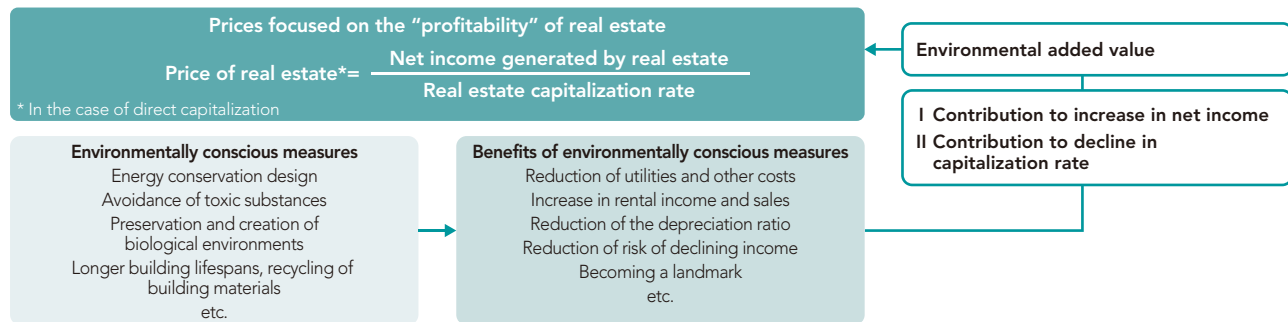 Prices focused on the “profitability” of real estate
Price of real estate*=
Net income generated by real estate
Real estate capitalization rate
* In the case of direct capitalization
Environmental added value
I Contribution to increase in net income
II Contribution to decline in
capitalization rate
Environmentally conscious measures
Energy conservation design
Avoidance of toxic substances
Preservation and creation of
biological environments
Longer building lifespans, recycling of
building materials
etc.
Benefits of environmentally conscious measures
Reduction of utilities and other costs
Increase in rental income and sales
Reduction of the depreciation ratio
Reduction of risk of declining income
Becoming a landmark
etc.